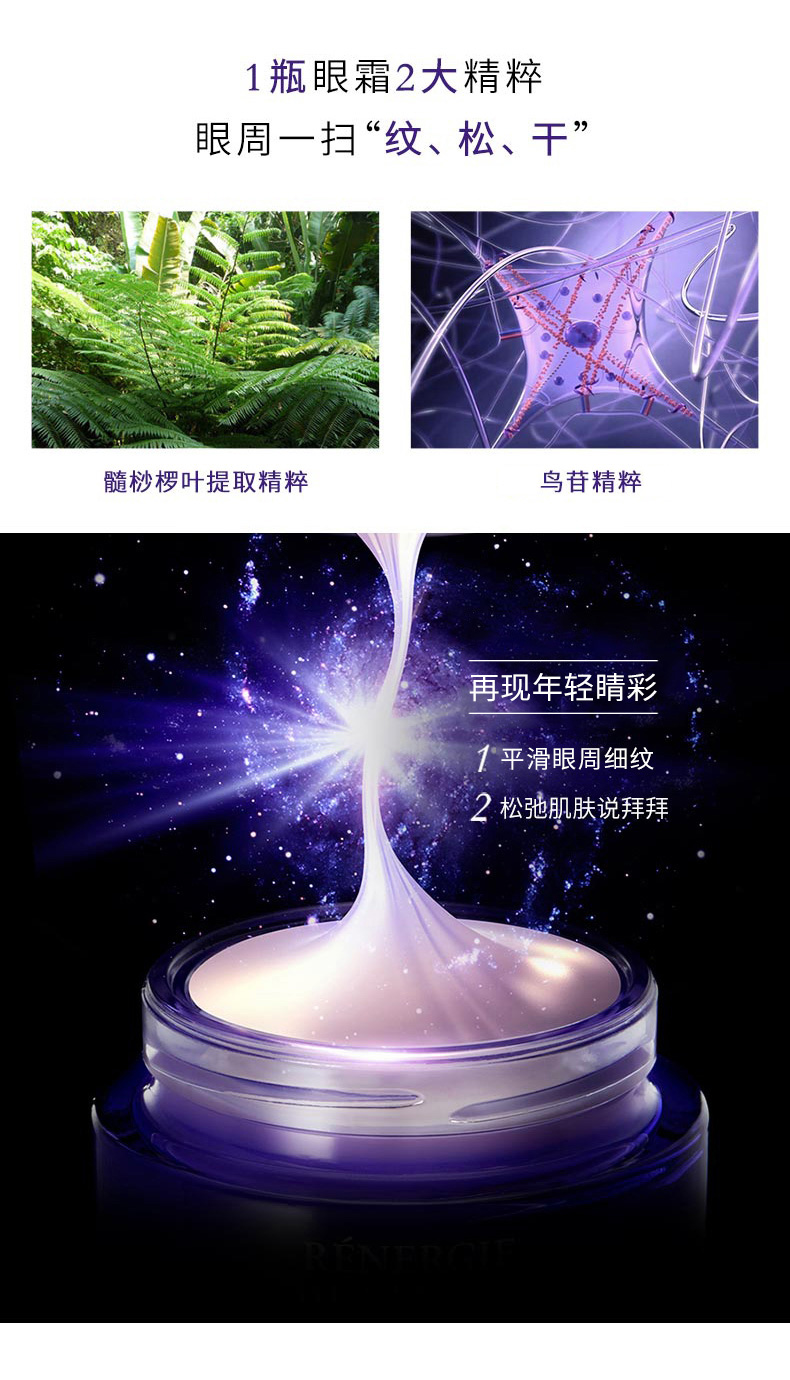 1瓶眼霜2大精粹
眼周一扫“纹、松、干”
髓桫椤叶提取精粹
鸟苷精粹
再现年轻睛彩
1 平滑眼周细纹
2 松弛肌肤说拜拜
RÉNERGIE